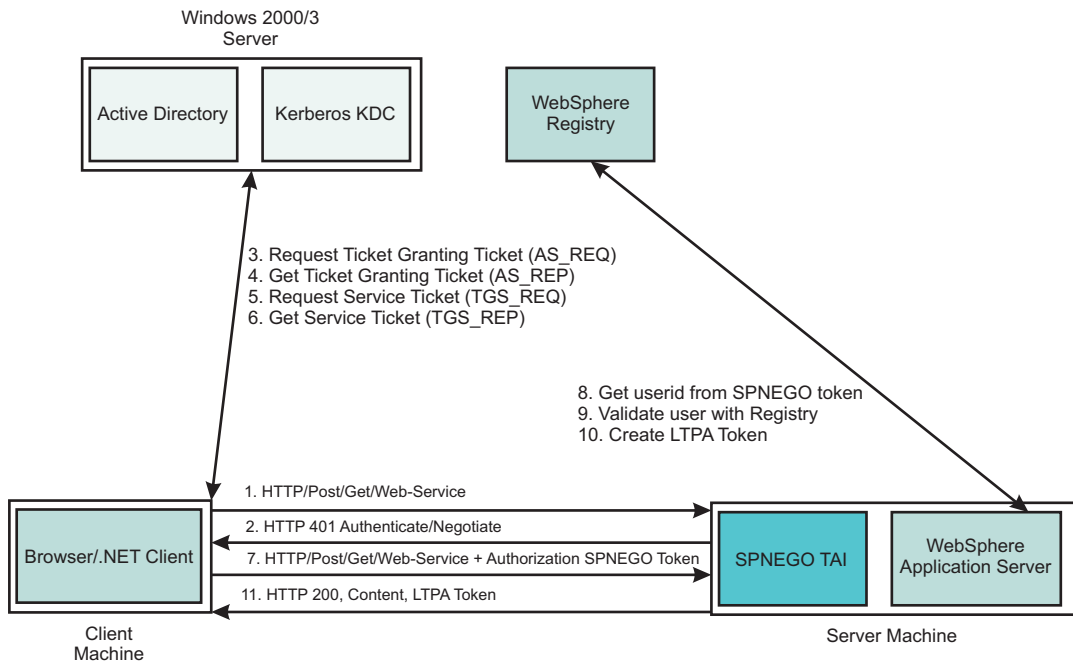 Windows 2000/3
Server
Active Directory
Kerberos KDC
WebSphere
Registry
3. Request Ticket Granting Ticket (AS_REQ)
4. Get Ticket Granting Ticket (AS_REP)
5. Request Service Ticket (TGS_REQ)
6. Get Service Ticket (TGS_REP)
8. Get userid from SPNEGO token
9. Validate user with Registry
10. Create LTPA Token
1. HTTP/Post/Get/Web-Service
2. HTTP 401 Authenticate/Negotiate
7. HTTP/Post/Get/Web-Service + Authorization SPNEGO Token
11. HTTP 200, Content, LTPA Token
Browser/.NET Client
SPNEGO TAI
WebSphere
Application Server
Client
Machine
Server Machine